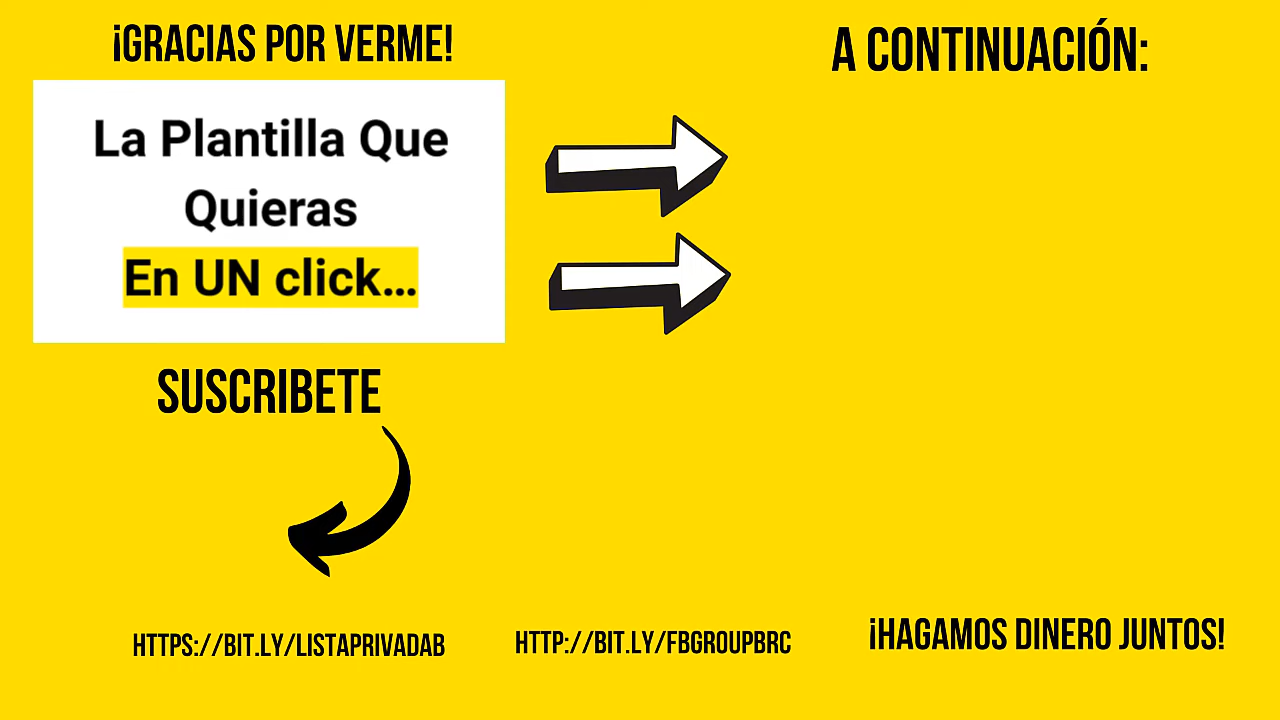 ¡GRACIAS POR VERME!
A CONTINUACIÓN:
La Plantilla Que
Quieras
En UN click...
SUSCRIBETE
HTTPS://BIT.LY/LISTAPRIVADAB
HTTP://BIT.LY/FBGROUPBRC
¡HAGAMOS DINERO JUNTOS!